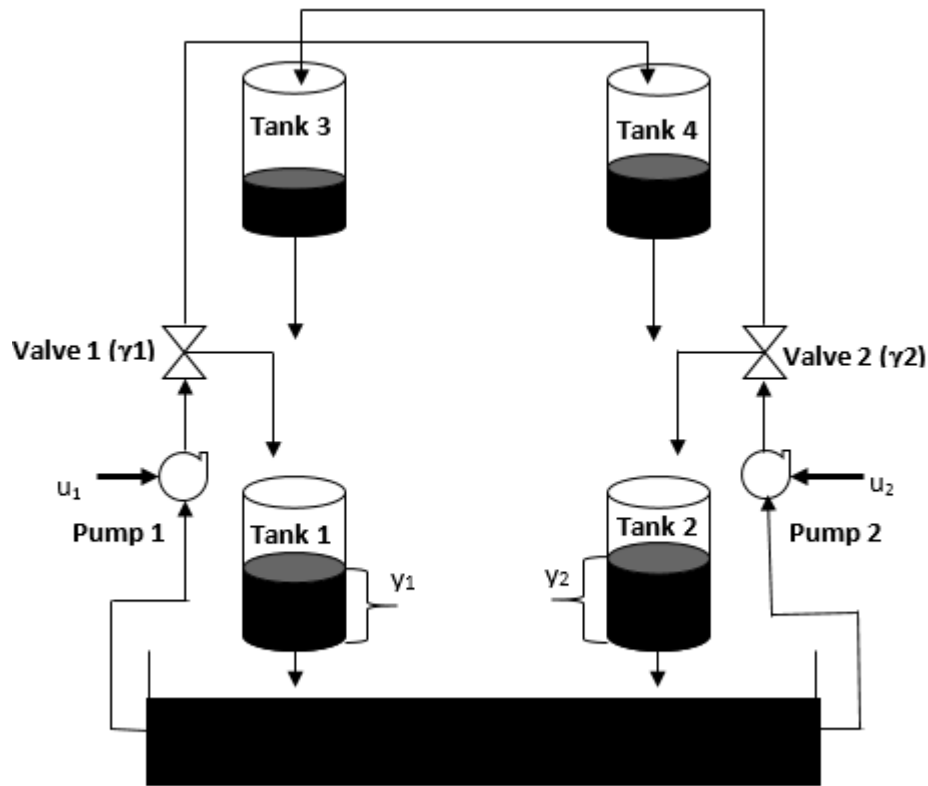 Tank 3
Tank 4
Valve 1 (γ1)
Valve 2 (γ2)
u1
u2
Pump 1
Tank 1
Tank 2
Pump 2
y1
y2